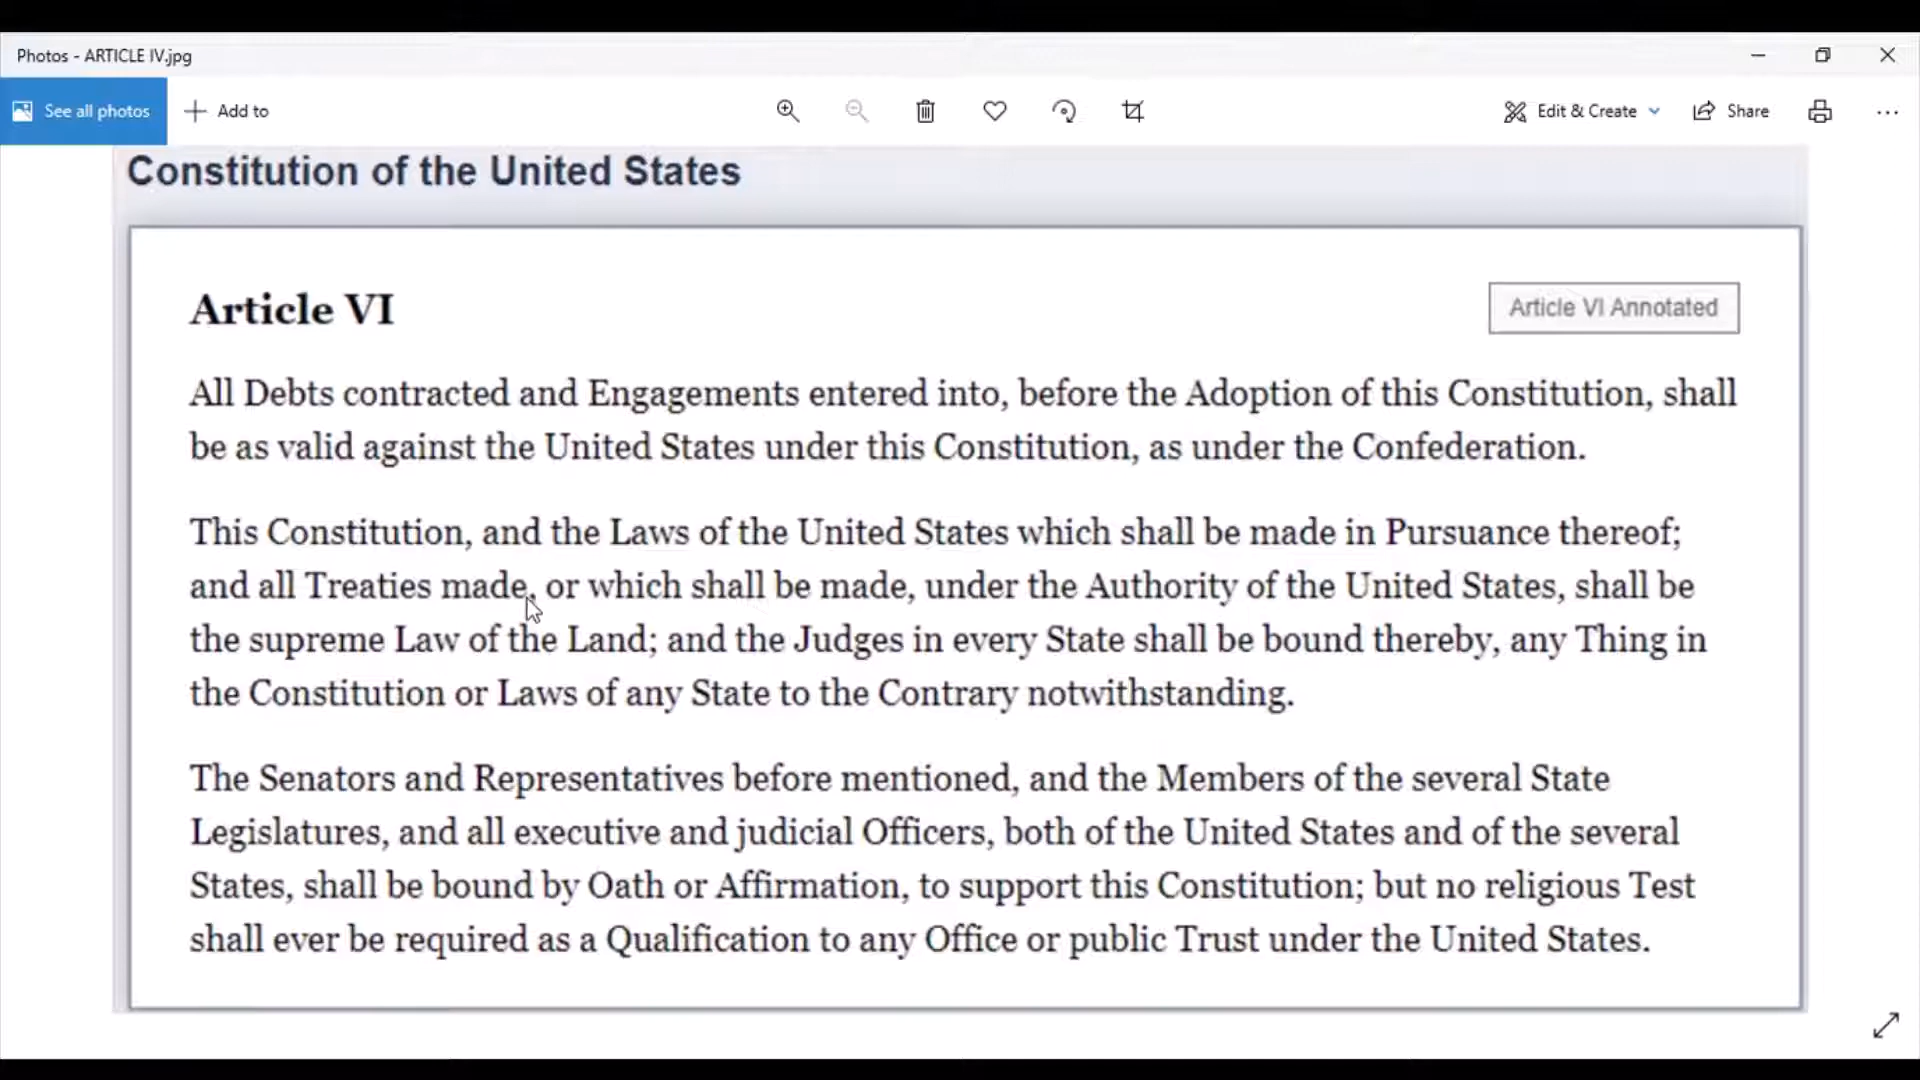 Photos - ARTICLE IV.jpg
See all photos
Add to
Edit & Create
Share
Constitution of the United States
Article VI
Article VI Annotated
All Debts contracted and Engagements entered into, before the Adoption of this Constitution, shall
be as valid against the United States under this Constitution, as under the Confederation.
This Constitution, and the Laws of the United States which shall be made in Pursuance thereof;
and all Treaties made, or which shall be made, under the Authority of the United States, shall be
the supreme Law of the Land; and the Judges in every State shall be bound thereby, any Thing in
the Constitution or Laws of any State to the Contrary notwithstanding.
The Senators and Representatives before mentioned, and the Members of the several State
Legislatures, and all executive and judicial Officers, both of the United States and of the several
States, shall be bound by Oath or Affirmation, to support this Constitution; but no religious Test
shall ever be required as a Qualification to any Office or public Trust under the United States.